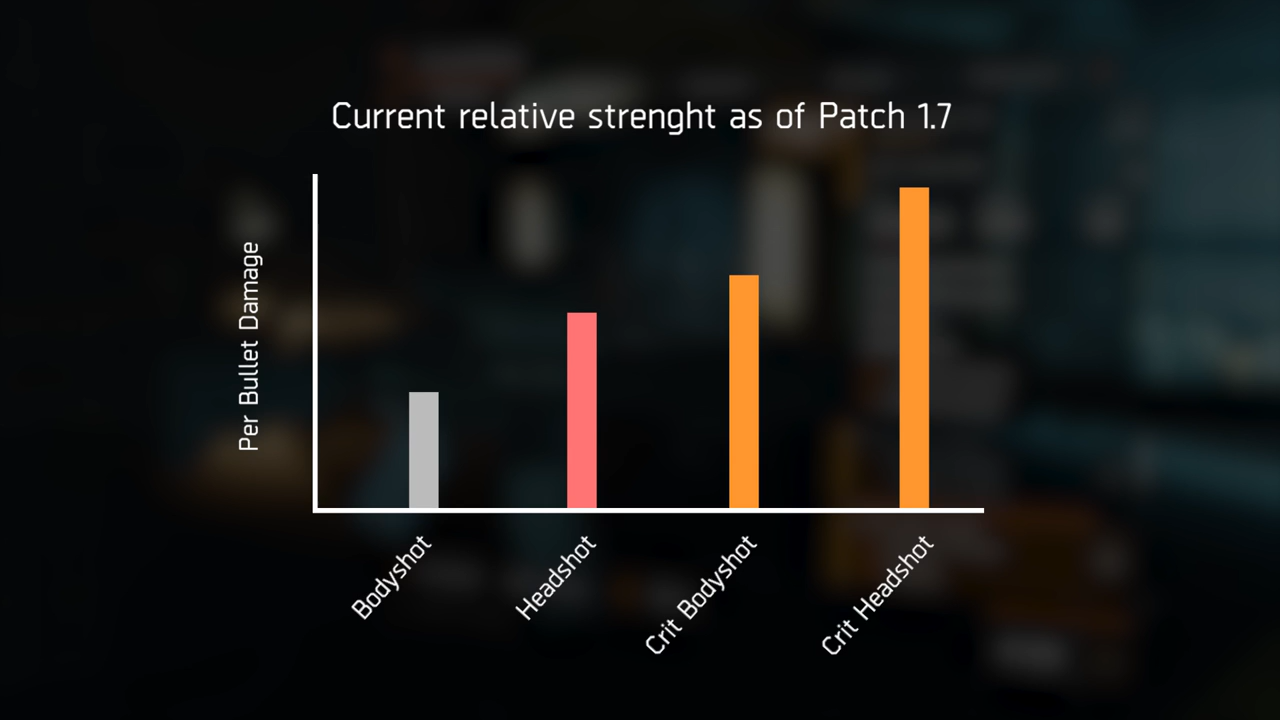 Current relative strenght as of Patch 1.7
Per Bullet Damage
Bodyshot
Headshot
Crit Bodyshot
Crit Headshot